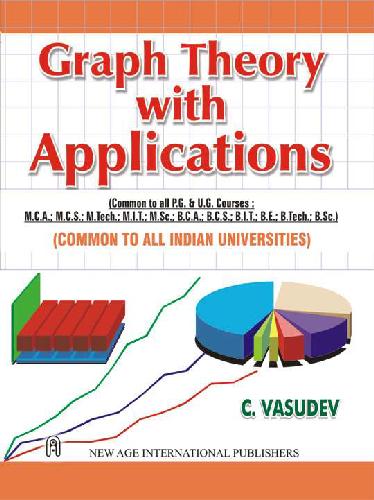 Graph Theory
with
Applications
(Common to all P.G. & U.G. Courses :
M.C.A.; M.C.S.; M.Tech.; M.I.T.; M.Sc.; B.C.A.; B.C.S.; B.I.T.; B.E.; B.Tech.; B.Sc.)
(COMMON TO ALL INDIAN UNIVERSITIES)
C. VASUDEV
NEW AGE INTERNATIONAL PUBLISHERS